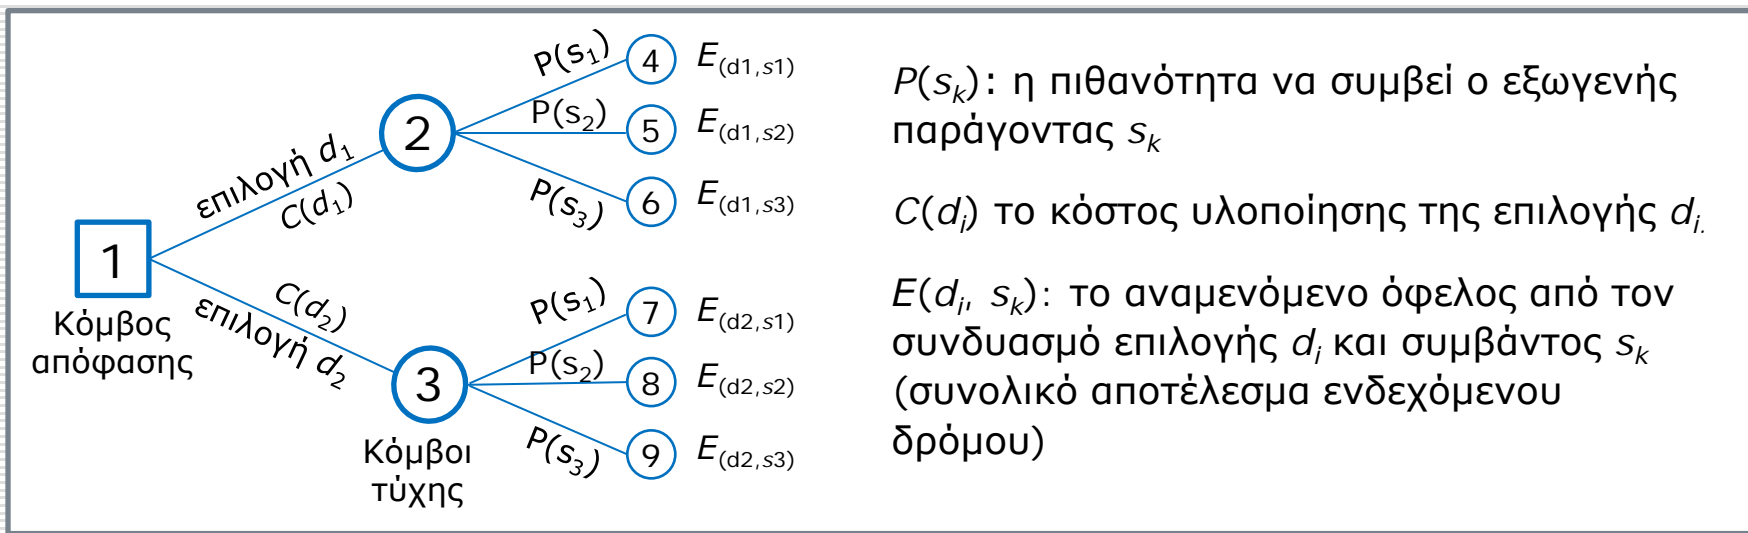 P(s₁)
4 E(d1,s1)
P(s₂)
5 E(d1,s2)
2
P(s₃)
6 E(d1,s3)
επιλογή d₁
C(d₁)
1
Κόμβος
απόφασης
C(d₂)
επιλογή d₂
P(s₁)
7 E(d2,s1)
P(s₂)
8 E(d2,s2)
3
P(s₃)
9 E(d2,s3)
Κόμβοι
τύχης
P(sₖ): η πιθανότητα να συμβεί ο εξωγενής
παράγοντας sₖ
C(dᵢ) το κόστος υλοποίησης της επιλογής dᵢ.
E(dᵢ, sₖ): το αναμενόμενο όφελος από τον
συνδυασμό επιλογής dᵢ και συμβάντος sₖ
(συνολικό αποτέλεσμα ενδεχόμενου
δρόμου)